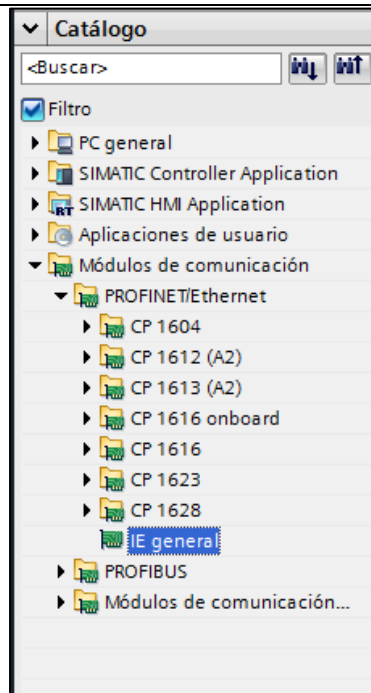 Catálogo
<Buscar>
Filtro
PC general
SIMATIC Controller Application
SIMATIC HMI Application
Aplicaciones de usuario
Módulos de comunicación
PROFINET/Ethernet
CP 1604
CP 1612 (A2)
CP 1613 (A2)
CP 1616 onboard
CP 1616
CP 1623
CP 1628
IE general
PROFIBUS
Módulos de comunicación...